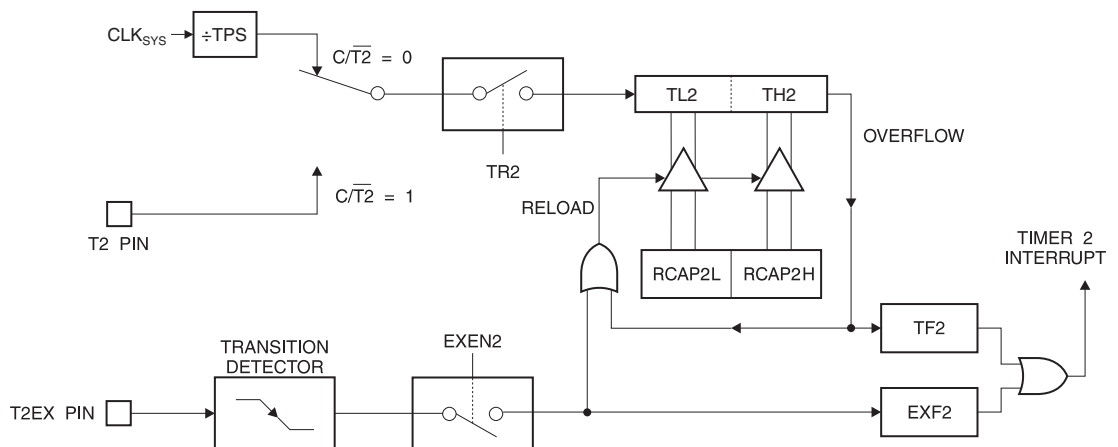 CLKSYS
÷TPS
C/T2 = 0
TL2
TH2
OVERFLOW
TR2
C/T2 = 1
RELOAD
T2 PIN
RCAP2L
RCAP2H
TIMER 2
INTERRUPT
TRANSITION
DETECTOR
EXEN2
TF2
T2EX PIN
EXF2